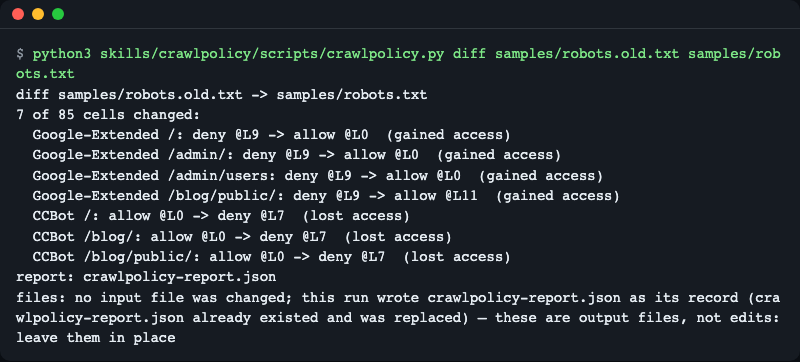 $ python3 skills/crawlpolicy/scripts/crawlpolicy.py diff samples/robots.old.txt samples/rob
ots.txt
diff samples/robots.old.txt -> samples/robots.txt
7 of 85 cells changed:
  Google-Extended /: deny @L9 -> allow @L0  (gained access)
  Google-Extended /admin/: deny @L9 -> allow @L0  (gained access)
  Google-Extended /admin/users: deny @L9 -> allow @L0  (gained access)
  Google-Extended /blog/public/: deny @L9 -> allow @L11  (gained access)
  CCBot /: allow @L0 -> deny @L7  (lost access)
  CCBot /blog/: allow @L0 -> deny @L7  (lost access)
  CCBot /blog/public/: allow @L0 -> deny @L7  (lost access)
report: crawlpolicy-report.json
files: no input file was changed; this run wrote crawlpolicy-report.json as its record (cra
wlpolicy-report.json already existed and was replaced) — these are output files, not edits:
leave them in place